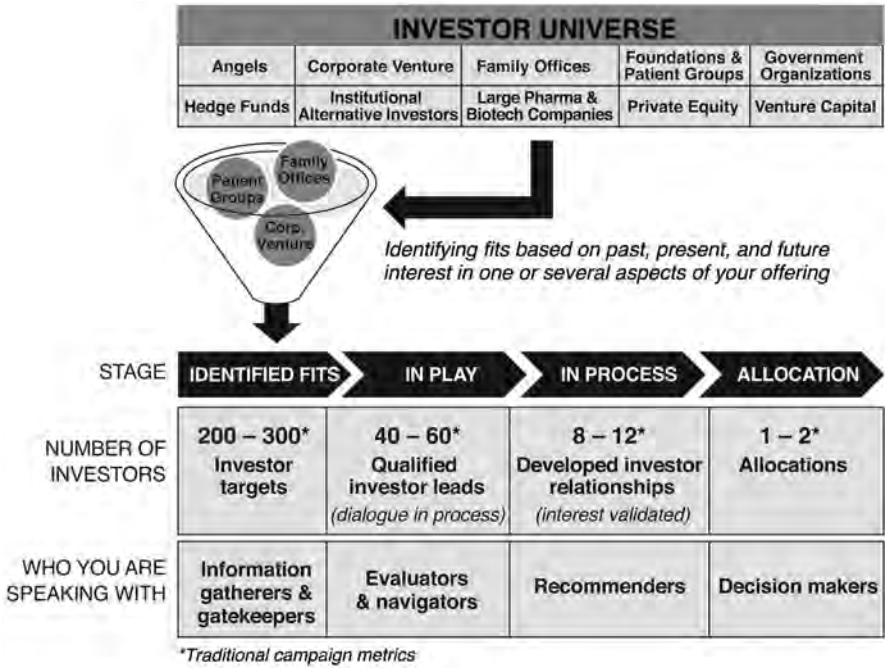 INVESTOR UNIVERSE
Angels
Corporate Venture
Family Offices
Foundations &
Patient Groups
Government
Organizations
Hedge Funds
Institutional
Alternative Investors
Large Pharma &
Biotech Companies
Private Equity
Venture Capital
Family
Offices
Patient
Groups
Corp.
Venture
Identifying fits based on past, present, and future
interest in one or several aspects of your offering
STAGE
IDENTIFIED FITS
IN PLAY
IN PROCESS
ALLOCATION
NUMBER OF
INVESTORS
200 – 300*
Investor
targets
40 – 60*
Qualified
investor leads
(dialogue in process)
8 – 12*
Developed investor
relationships
(interest validated)
1 – 2*
Allocations
WHO YOU ARE
SPEAKING WITH
Information
gatherers &
gatekeepers
Evaluators
& navigators
Recommenders
Decision makers
*Traditional campaign metrics